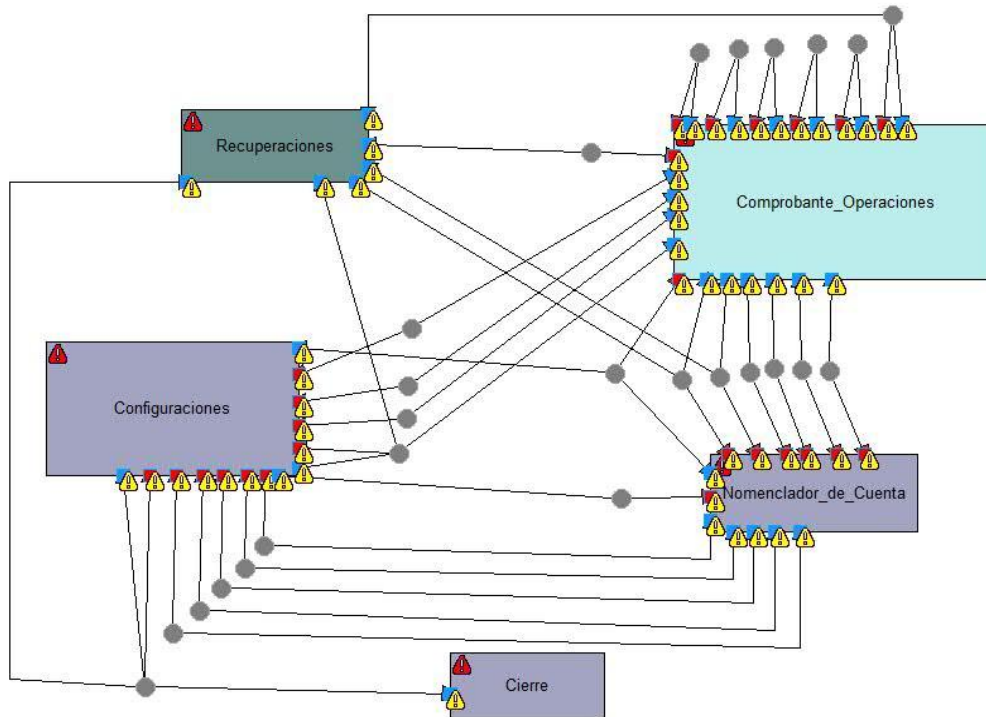 Recuperaciones
Comprobante_Operaciones
Configuraciones
Nomenclador_de_Cuenta
Cierre